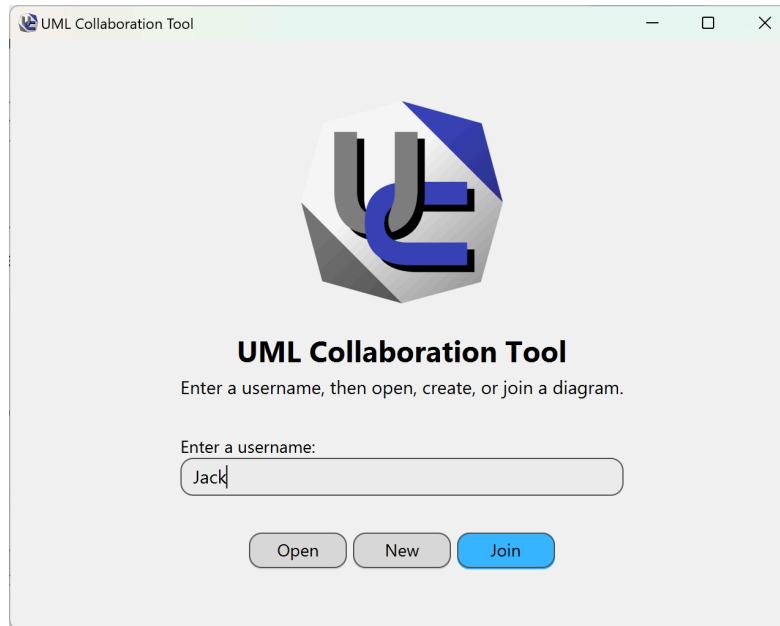 UML Collaboration Tool
UC
UML Collaboration Tool
Enter a username, then open, create, or join a diagram.
Enter a username:
Jack
Open New Join